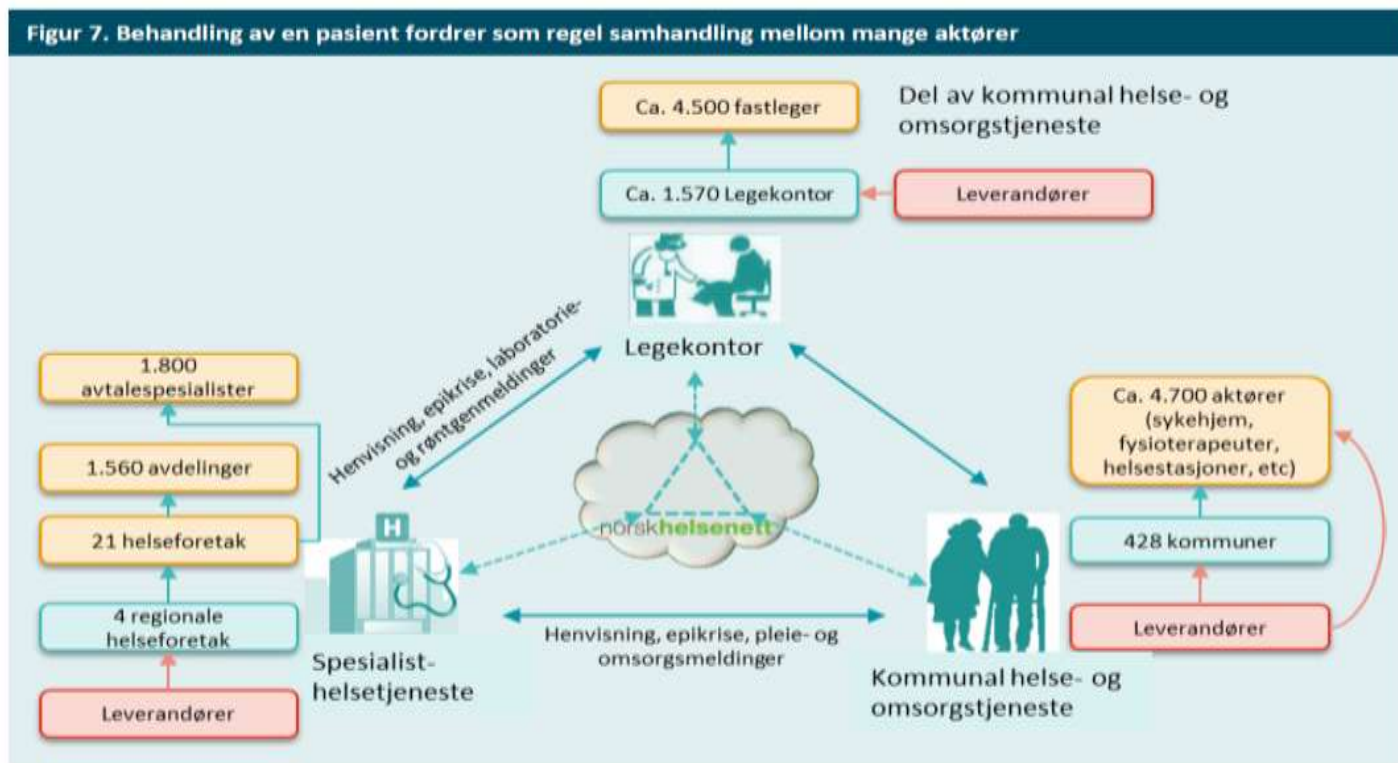 Figur 7. Behandling av en pasient fordrer som regel samhandling mellom mange aktører
Ca. 4.500 fastleger
Del av kommunal helse- og
omsorgstjeneste
Ca. 1.570 Legekontor
Leverandører
Legekontor
Henvisning, epikrise, laboratorie-
og røntgenmeldinger
1.800
avtalespesialister
1.560 avdelinger
21 helseforetak
4 regionale
helseforetak
Leverandører
H
Spesialist-
helsetjeneste
norskhelsenett
Henvisning, epikrise, pleie- og
omsorgsmeldinger
Ca. 4.700 aktører
(sykehjem,
fysioterapeuter,
helsestasjoner, etc)
428 kommuner
Leverandører
Kommunal helse- og
omsorgstjeneste